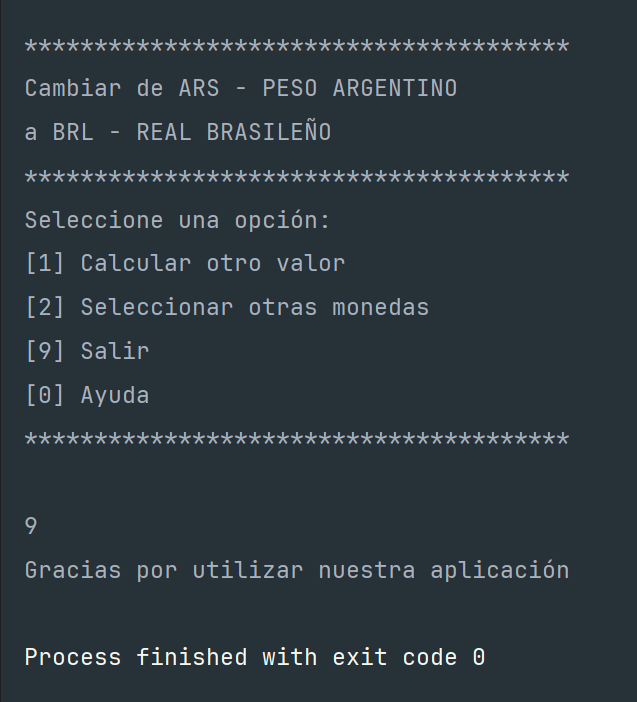 ***************************************
Cambiar de ARS - PESO ARGENTINO
a BRL - REAL BRASILEÑO
***************************************
Seleccione una opción:
[1] Calcular otro valor
[2] Seleccionar otras monedas
[9] Salir
[0] Ayuda
***************************************
9
Gracias por utilizar nuestra aplicación
Process finished with exit code 0